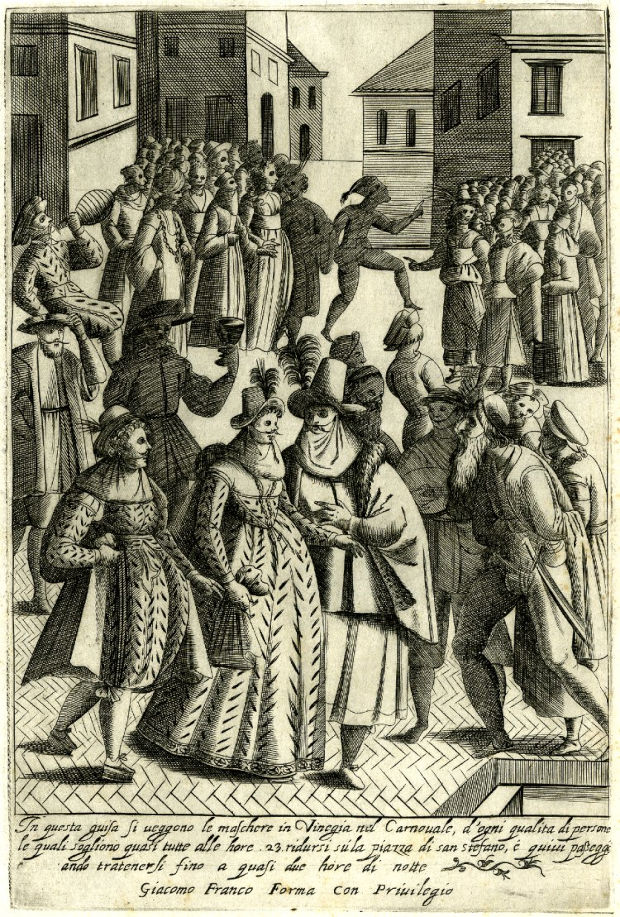 In questa guisa si ueggono le maschere in Vinegia nel Carnouale, d'ogni qualita di persone
le quali sogliono quasi tutte alle hore .23. ridursi su la piazza di san stefano, e quiui passeggi
ando tratenersi fino a quasi due hore di notte
Giacomo Franco Forma Con Priuilegio